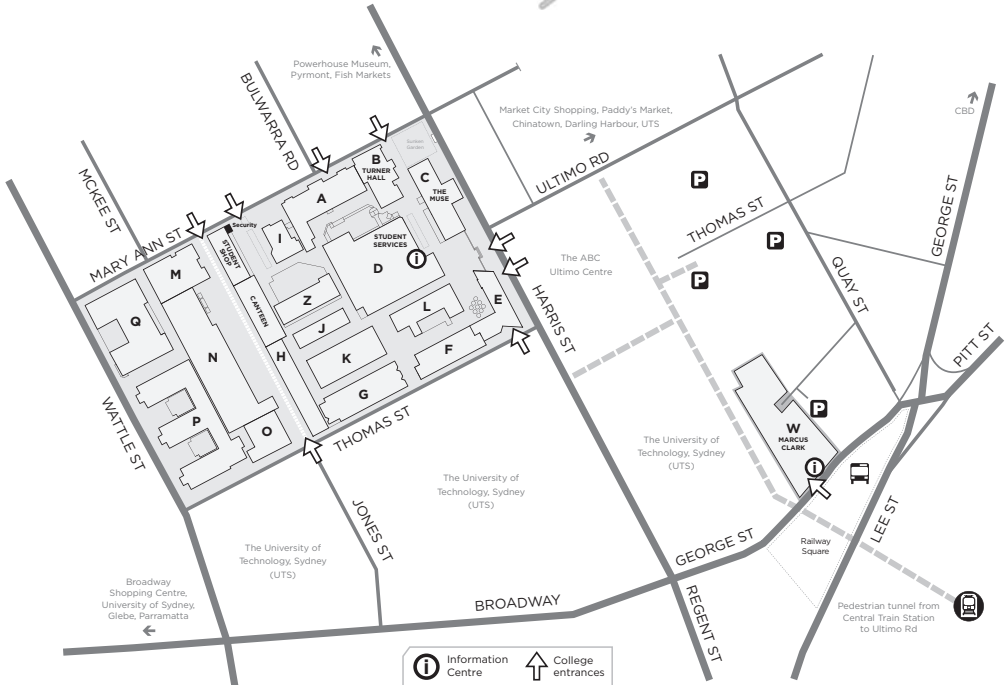 Powerhouse Museum,
Pyrmont, Fish Markets
BULWARRA RD
Market City Shopping, Paddy's Market,
Chinatown, Darling Harbour, UTS
CBD
MCKEE ST
MARY ANN ST
ULTIMO RD
THOMAS ST
GEORGE ST
QUAY ST
PITT ST
HARRIS ST
WATTLE ST
THOMAS ST
JONES ST
Sunken
Garden
B
TURNER
HALL
C
THE
MUSE
A
Security
I
STUDENT
SHOP
STUDENT
SERVICES
i
D
M
CANTEEN
Z
E
Q
L
J
H
N
K
F
G
P
O
The ABC
Ultimo Centre
P
P
P
P
W
MARCUS
CLARK
i
The University of
Technology, Sydney
(UTS)
The University of
Technology, Sydney
(UTS)
The University of
Technology, Sydney
(UTS)
GEORGE ST
LEE ST
Railway
Square
BROADWAY
REGENT ST
Broadway
Shopping Centre,
University of Sydney,
Glebe, Parramatta
Pedestrian tunnel from
Central Train Station
to Ultimo Rd
i
Information
Centre
College
entrances